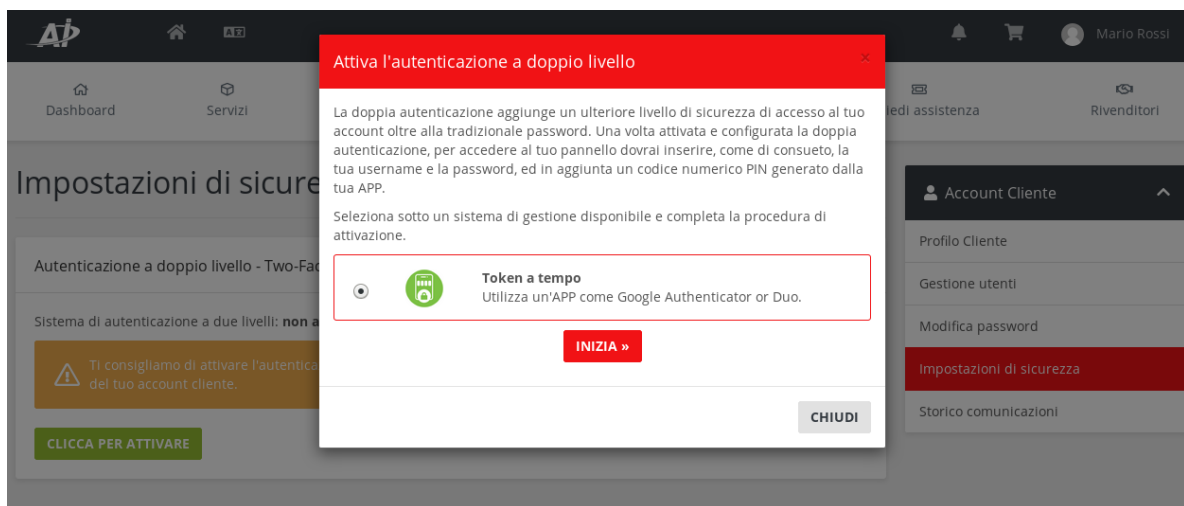 AP
Mario Rossi
Attiva l'autenticazione a doppio livello
×
Dashboard
Servizi
iedi assistenza
Rivenditori
La doppia autenticazione aggiunge un ulteriore livello di sicurezza di accesso al tuo
account oltre alla tradizionale password. Una volta attivata e configurata la doppia
autenticazione, per accedere al tuo pannello dovrai inserire, come di consueto, la
tua username e la password, ed in aggiunta un codice numerico PIN generato dalla
tua APP.
Seleziona sotto un sistema di gestione disponibile e completa la procedura di
attivazione.
Token a tempo
Utilizza un'APP come Google Authenticator or Duo.
INIZIA »
CHIUDI
Impostazioni di sicure
Autenticazione a doppio livello - Two-Fac
Sistema di autenticazione a due livelli: non a
Ti consigliamo di attivare l'autentica
del tuo account cliente.
CLICCA PER ATTIVARE
Account Cliente
Profilo Cliente
Gestione utenti
Modifica password
Impostazioni di sicurezza
Storico comunicazioni